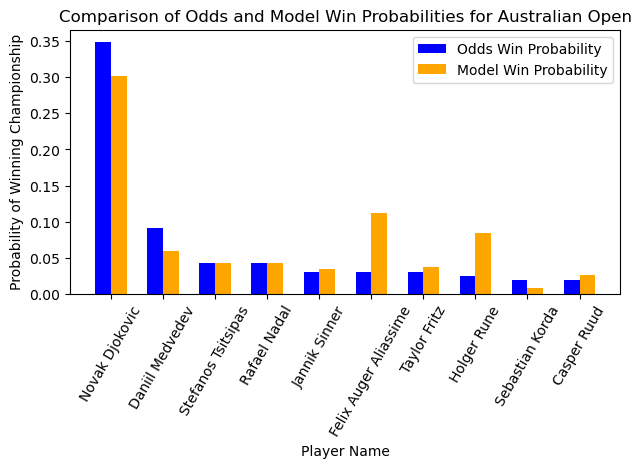 Comparison of Odds and Model Win Probabilities for Australian Open
Odds Win Probability
Model Win Probability
Probability of Winning Championship
0.35
0.30
0.25
0.20
0.15
0.10
0.05
0.00
Novak Djokovic
Daniil Medvedev
Stefanos Tsitsipas
Rafael Nadal
Jannik Sinner
Felix Auger Aliassime
Taylor Fritz
Holger Rune
Sebastian Korda
Casper Ruud
Player Name